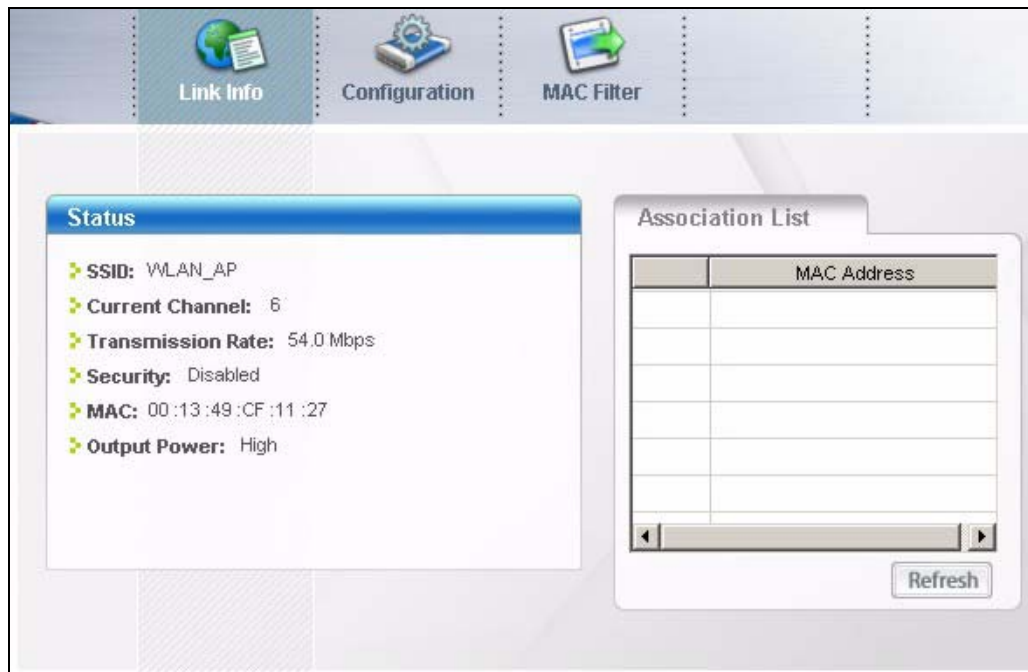 Link Info
Configuration
MAC Filter
Status
SSID: WLAN_AP
Current Channel: 6
Transmission Rate: 54.0 Mbps
Security: Disabled
MAC: 00:13:49:CF:11:27
Output Power: High
Association List
MAC Address
Refresh